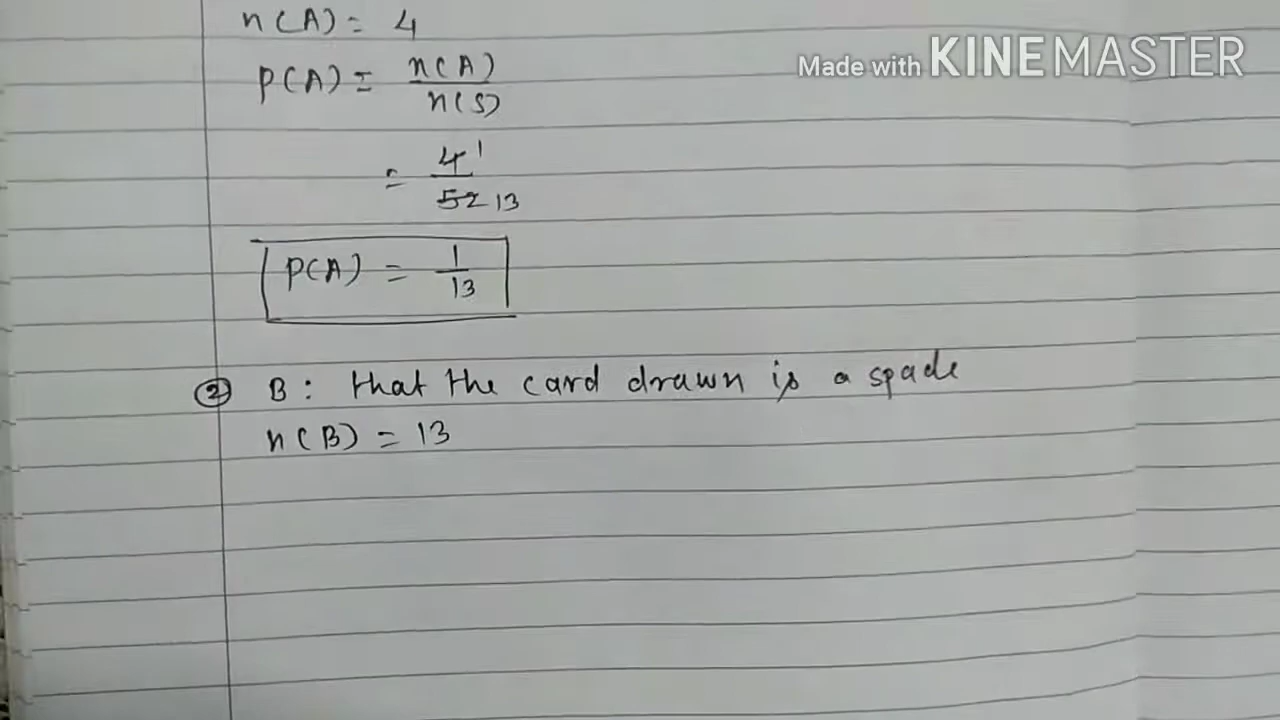 n(A) = 4
Made with KINEMASTER
P(A) = n(A)
n(S)
= 4 1
52 13
P(A) = 1
13
② B : that the card drawn is a spade
n(B) = 13